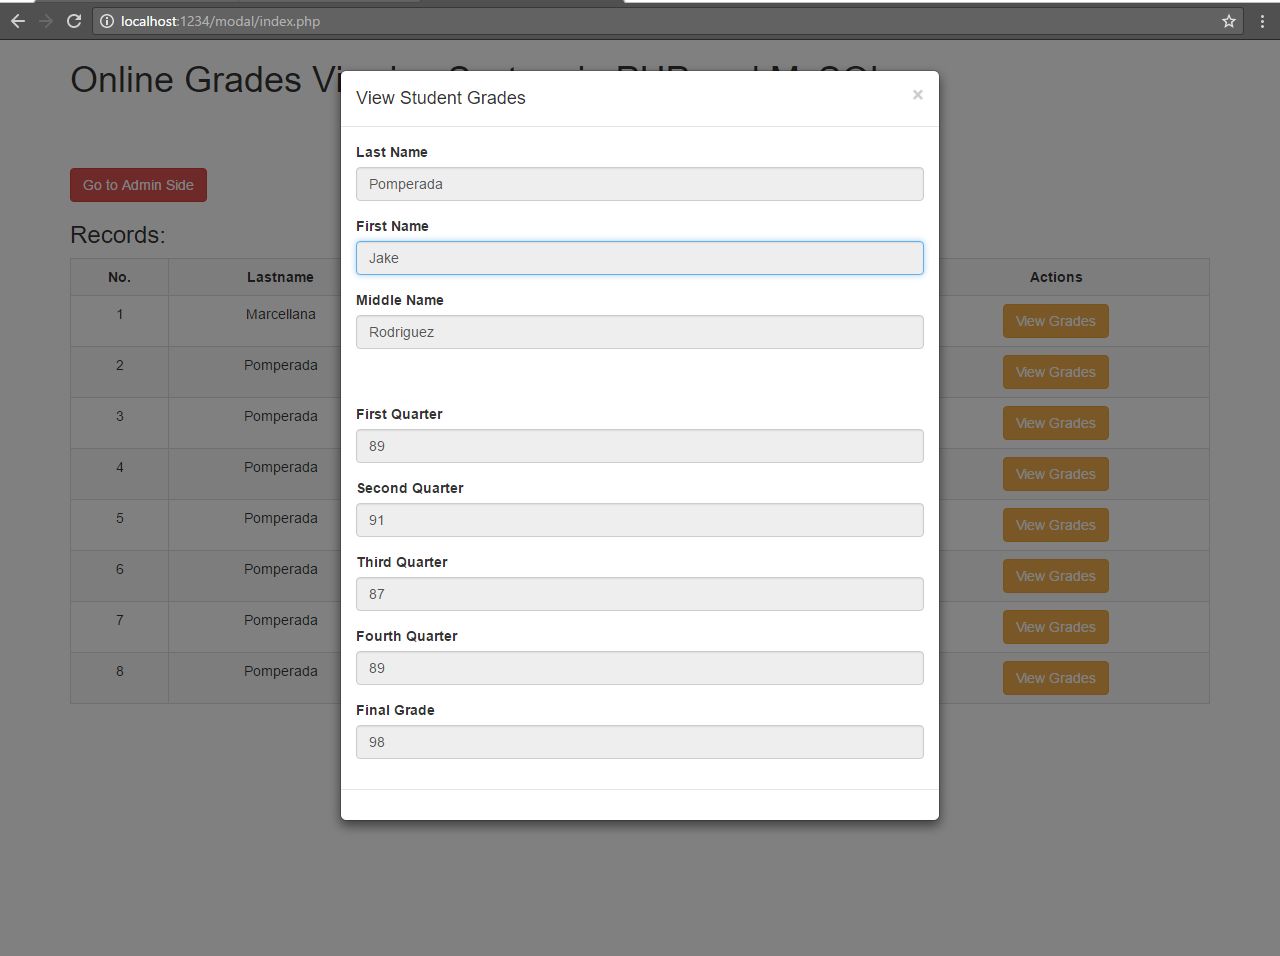 localhost:1234/modal/index.php
Online Grades
View Student Grades
×
Go to Admin Side
Records:
No. Lastname Actions
1 Marcellana View Grades
2 Pomperada View Grades
3 Pomperada View Grades
4 Pomperada View Grades
5 Pomperada View Grades
6 Pomperada View Grades
7 Pomperada View Grades
8 Pomperada View Grades
Last Name
Pomperada
First Name
Jake
Middle Name
Rodriguez
First Quarter
89
Second Quarter
91
Third Quarter
87
Fourth Quarter
89
Final Grade
98